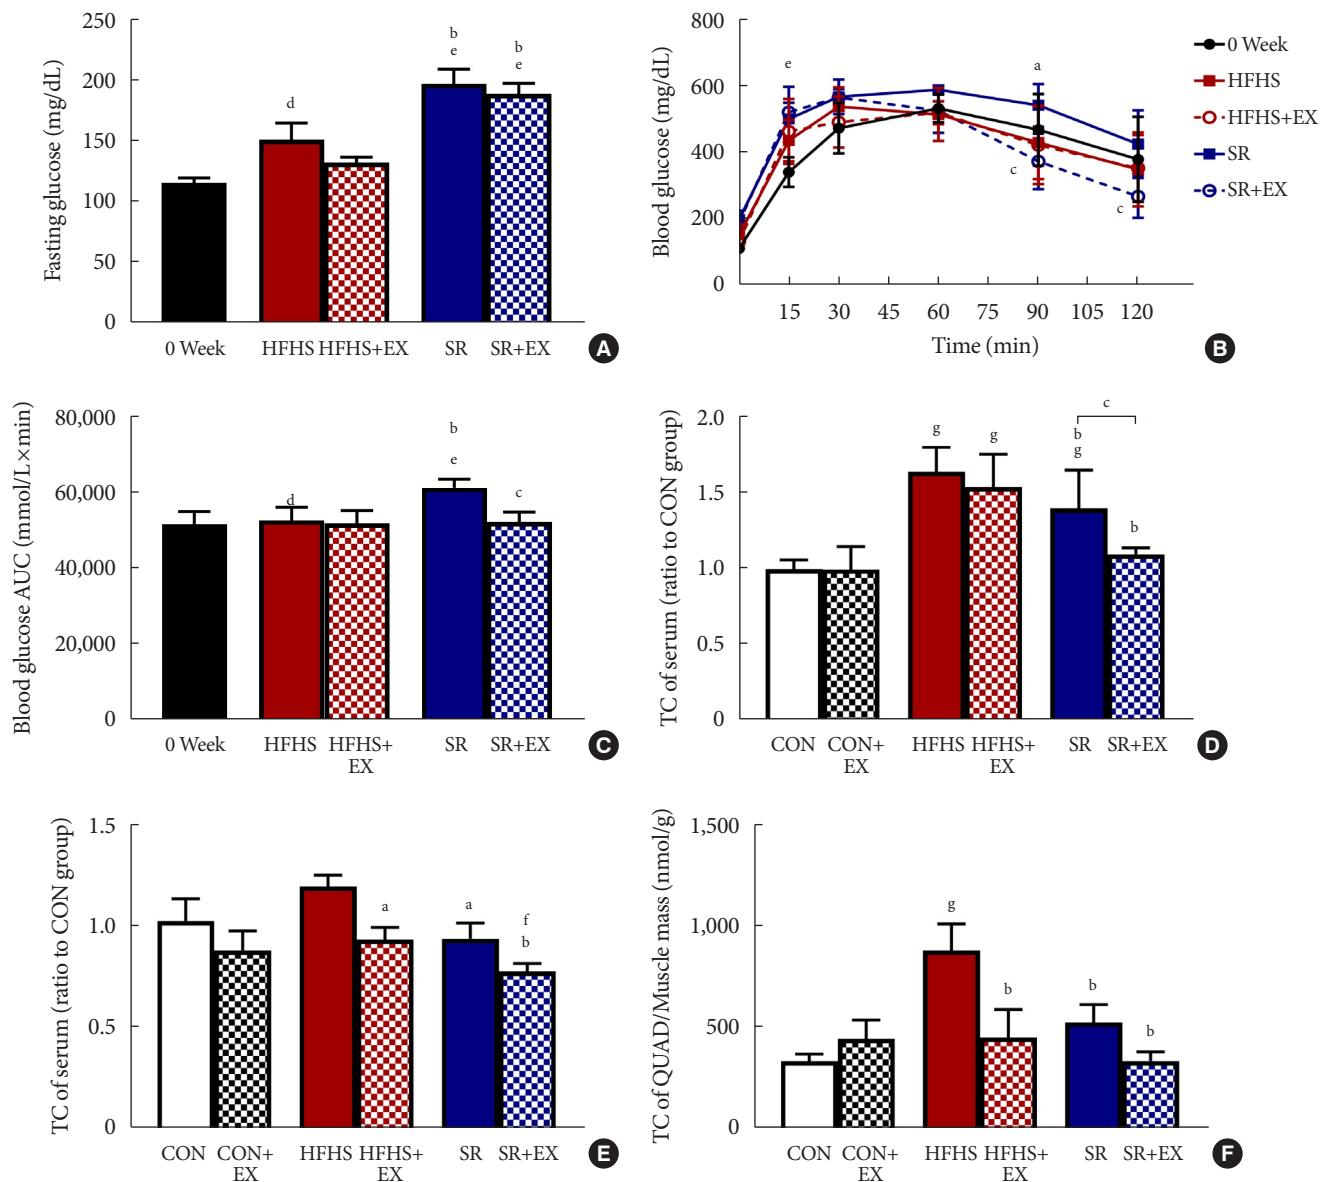 Fasting glucose (mg/dL)
250
200
150
100
50
0
d
b
e
b
e
0 Week
HFHS
HFHS+EX
SR
SR+EX
A
Blood glucose (mg/dL)
800
600
400
200
0
e
a
c
c
15
30
45
60
75
90
105
120
Time (min)
0 Week
HFHS
HFHS+EX
SR
SR+EX
B
Blood glucose AUC (mmol/L×min)
80,000
60,000
40,000
20,000
0
d
b
e
c
0 Week
HFHS
HFHS+
EX
SR
SR+EX
C
TC of serum (ratio to CON group)
2.0
1.5
1.0
0.5
0
g
g
b
g
c
b
CON
CON+
EX
HFHS
HFHS+
EX
SR
SR+EX
D
TC of serum (ratio to CON group)
1.5
1.0
0.5
0
a
a
f
b
CON
CON+
EX
HFHS
HFHS+
EX
SR
SR+EX
E
TC of QUAD/Muscle mass (nmol/g)
1,500
1,000
500
0
g
b
b
b
CON
CON+
EX
HFHS
HFHS+
EX
SR
SR+EX
F